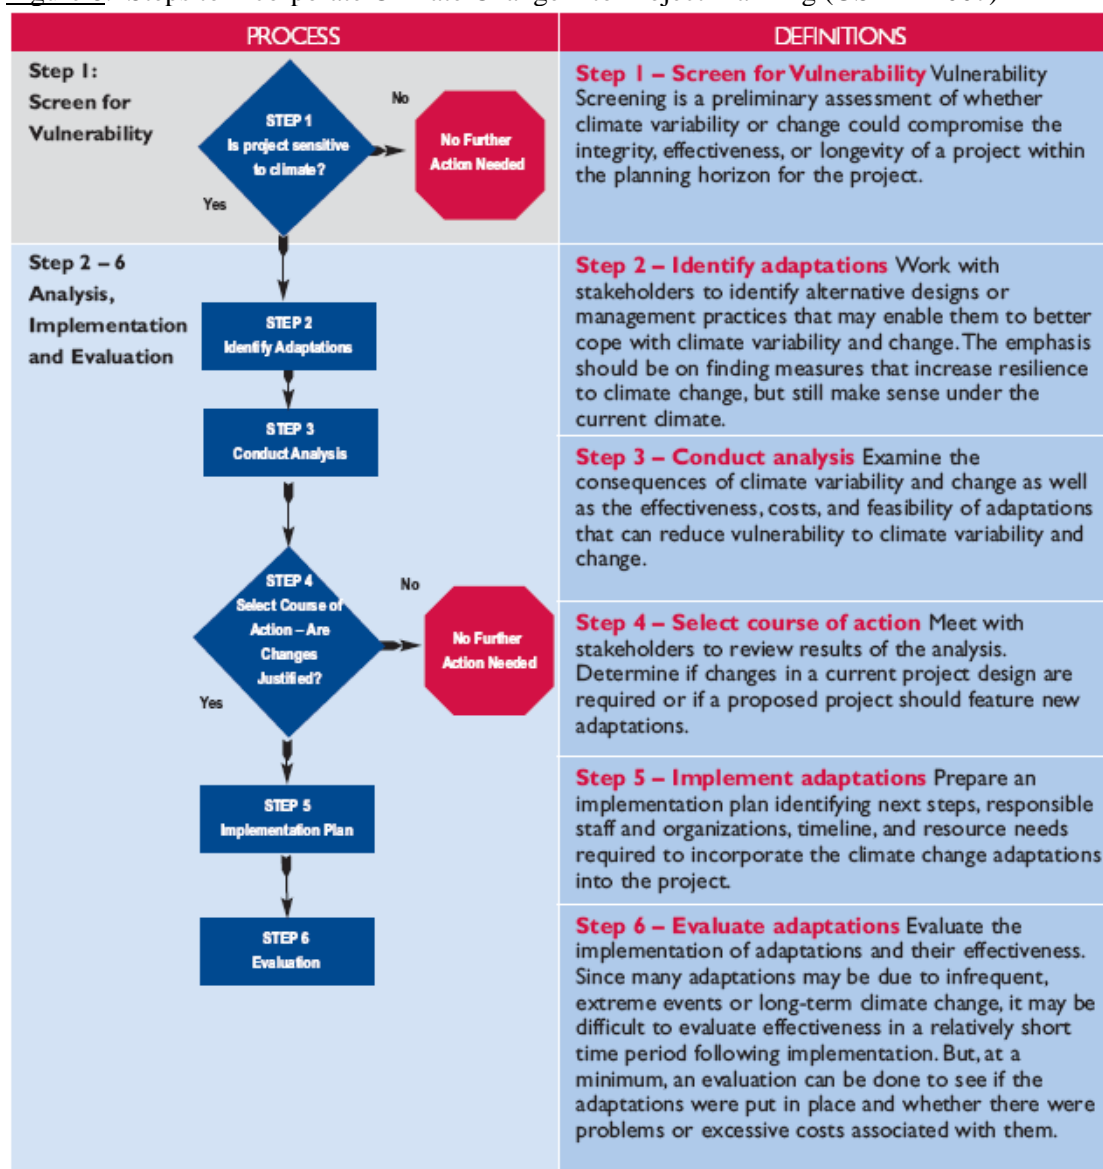 PROCESS
DEFINITIONS
Step 1:
Screen for
Vulnerability
STEP 1
Is project sensitive
to climate?
No
No Further
Action Needed
Yes
Step 1 – Screen for Vulnerability Vulnerability
Screening is a preliminary assessment of whether
climate variability or change could compromise the
integrity, effectiveness, or longevity of a project within
the planning horizon for the project.
Step 2 – 6
Analysis,
Implementation
and Evaluation
STEP 2
Identify Adaptations
Step 2 – Identify adaptations Work with
stakeholders to identify alternative designs or
management practices that may enable them to better
cope with climate variability and change. The emphasis
should be on finding measures that increase resilience
to climate change, but still make sense under the
current climate.
STEP 3
Conduct Analysis
Step 3 – Conduct analysis Examine the
consequences of climate variability and change as well
as the effectiveness, costs, and feasibility of adaptations
that can reduce vulnerability to climate variability and
change.
STEP 4
Select Course of
Action – Are
Changes
Justified?
No
No Further
Action Needed
Yes
Step 4 – Select course of action Meet with
stakeholders to review results of the analysis.
Determine if changes in a current project design are
required or if a proposed project should feature new
adaptations.
STEP 5
Implementation Plan
Step 5 – Implement adaptations Prepare an
implementation plan identifying next steps, responsible
staff and organizations, timeline, and resource needs
required to incorporate the climate change adaptations
into the project.
STEP 6
Evaluation
Step 6 – Evaluate adaptations Evaluate the
implementation of adaptations and their effectiveness.
Since many adaptations may be due to infrequent,
extreme events or long-term climate change, it may be
difficult to evaluate effectiveness in a relatively short
time period following implementation. But, at a
minimum, an evaluation can be done to see if the
adaptations were put in place and whether there were
problems or excessive costs associated with them.